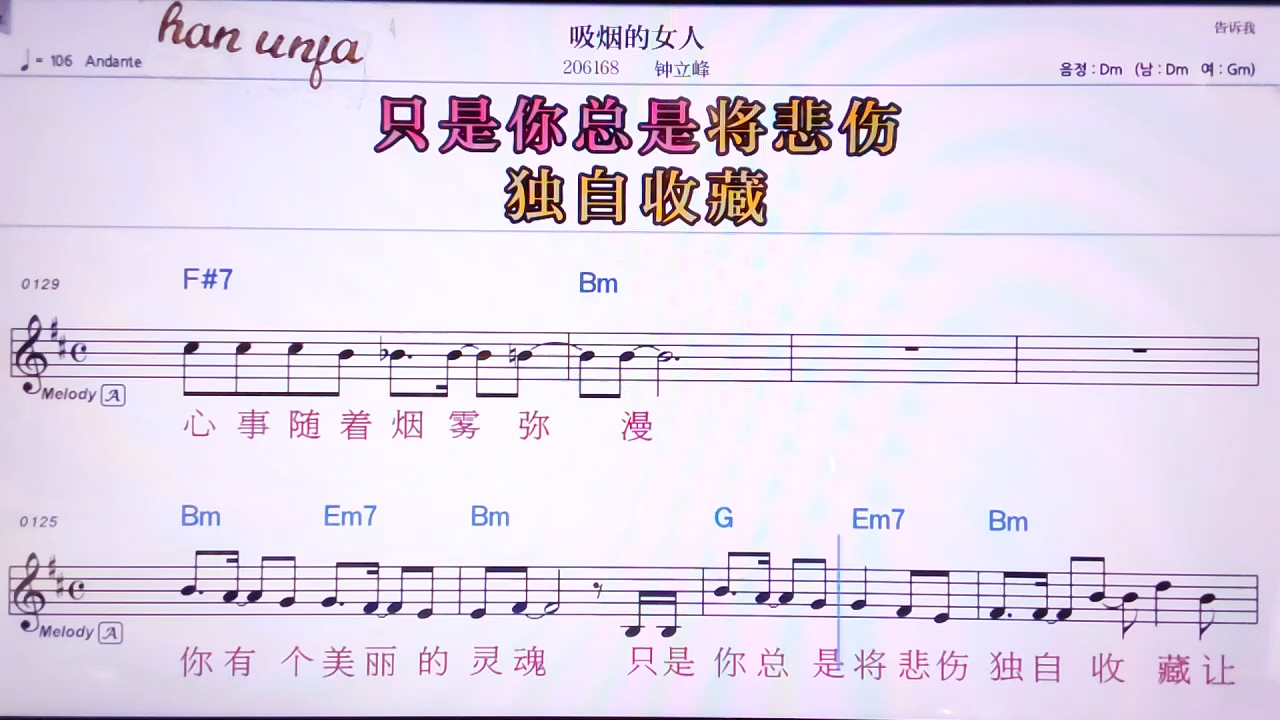 han unfa
吸烟的女人
告诉我
♩= 106 Andante
206168 钟立峰
음정 : Dm (남 : Dm 여 : Gm)
只是你总是将悲伤
独自收藏
0129 F#7 Bm
Melody A
心 事 随 着 烟 雾 弥 漫
0125 Bm Em7 Bm G Em7 Bm
Melody A
你 有 个 美 丽 的 灵 魂 只 是 你 总 是 将 悲 伤 独 自 收 藏 让